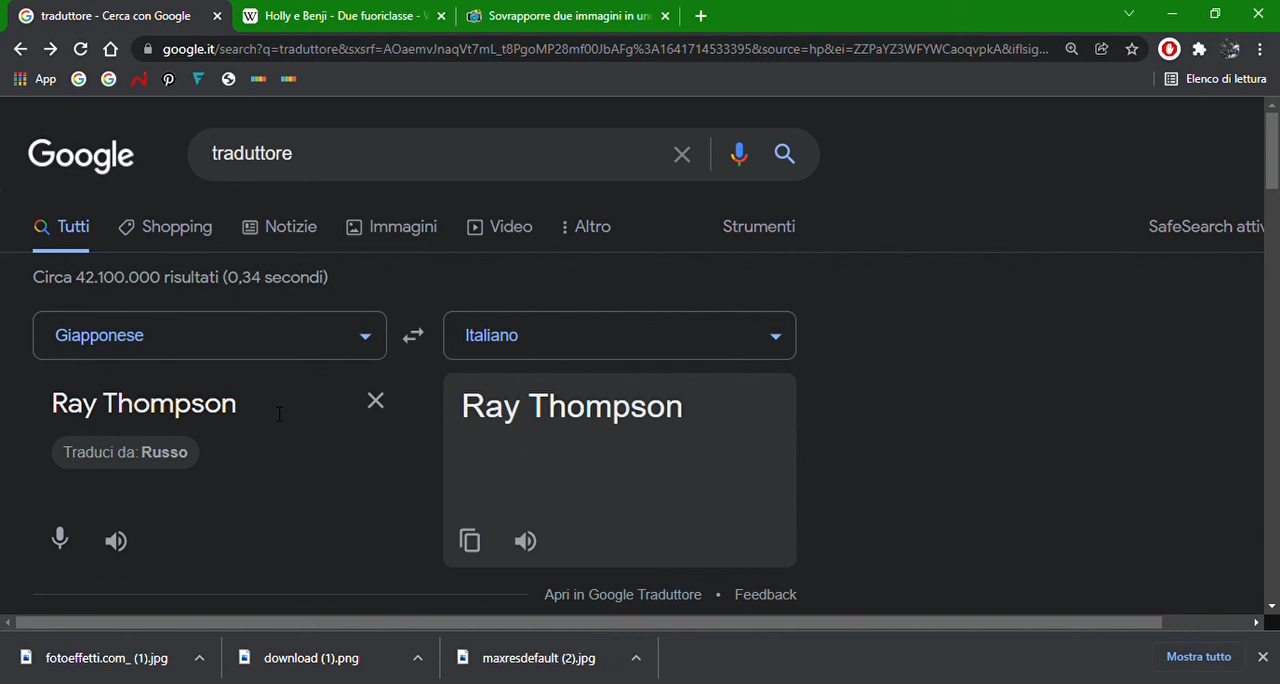 traduttore - Cerca con Google
Holly e Benji - Due fuoriclasse -
Sovrapporre due immagini in un
google.it/search?q=traduttore&sxsrf=AOaemvJnaqVt7mL_t8PgoMP28mf00JbAFg%3A1641714533395&source=hp&ei=ZZPaYZ3WFYWCaoqvpkA&iflsig...
App
Elenco di lettura
Google
traduttore
Tutti
Shopping
Notizie
Immagini
Video
Altro
Strumenti
SafeSearch attiv
Circa 42.100.000 risultati (0,34 secondi)
Giapponese
Italiano
Ray Thompson
Ray Thompson
Traduci da: Russo
Apri in Google Traduttore • Feedback
fotoeffetti.com_ (1).jpg
download (1).png
maxresdefault (2).jpg
Mostra tutto